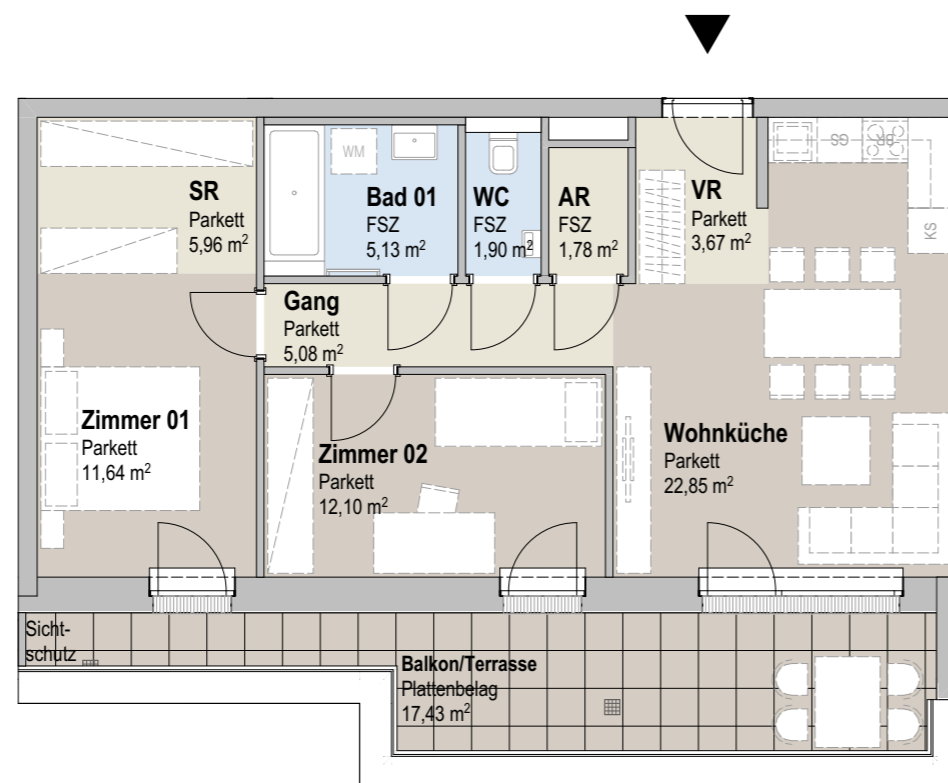 SR
Parkett
5,96 m²
WM
Bad 01
FSZ
5,13 m²
WC
FSZ
1,90 m²
AR
FSZ
1,78 m²
VR
Parkett
3,67 m²
GS
BR
KS
Gang
Parkett
5,08 m²
Zimmer 01
Parkett
11,64 m²
Zimmer 02
Parkett
12,10 m²
Wohnküche
Parkett
22,85 m²
Sicht-
schutz
Balkon/Terrasse
Plattenbelag
17,43 m²